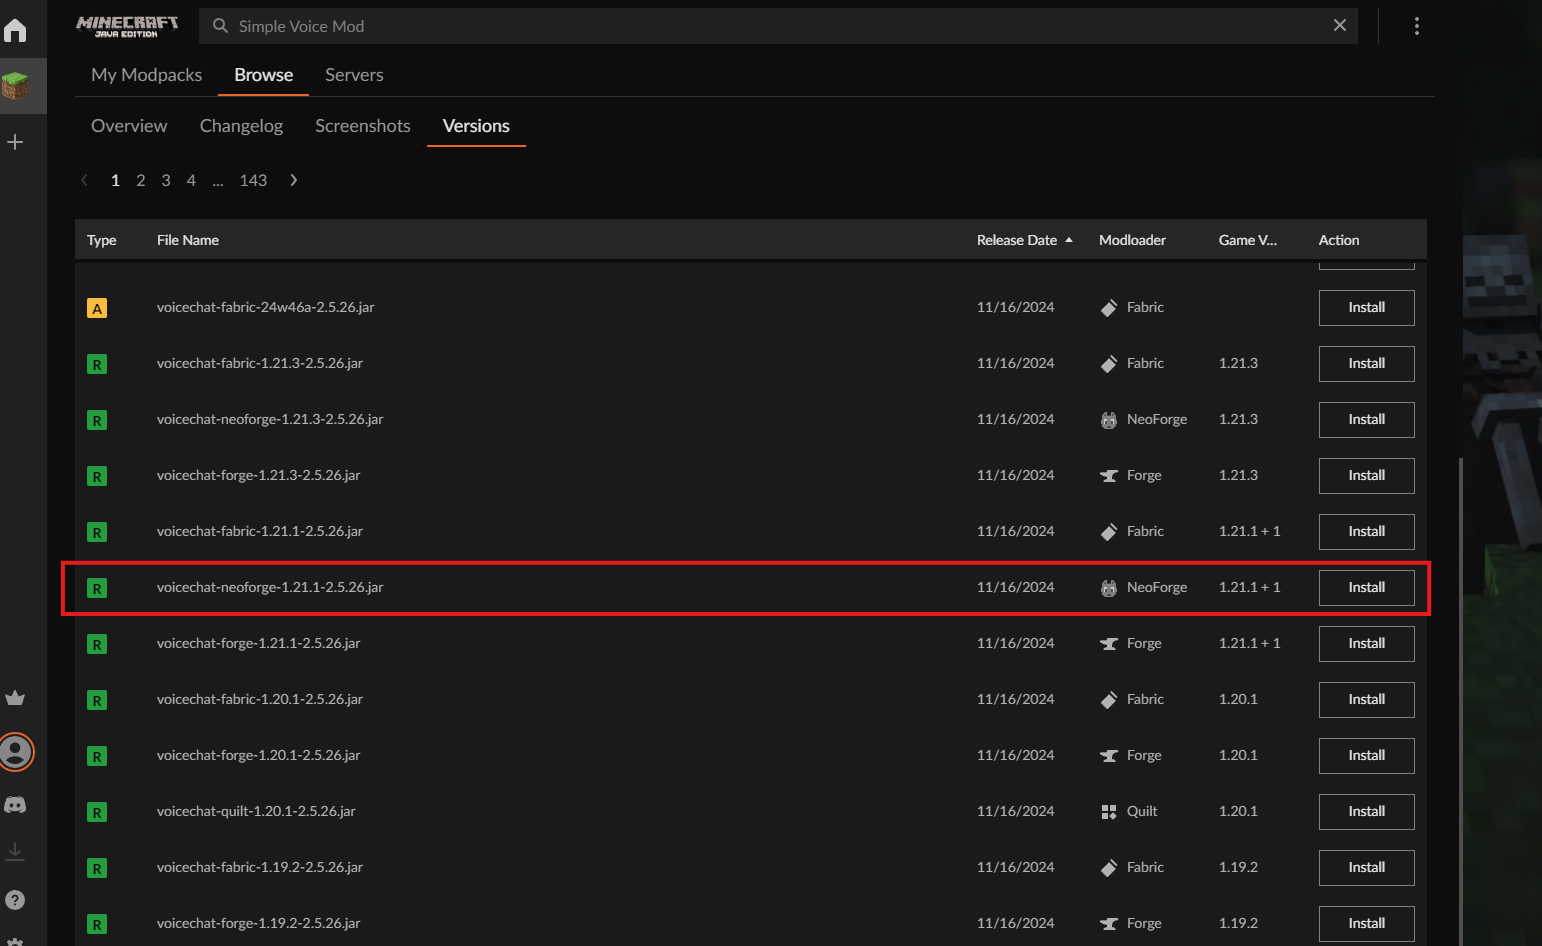 MINECRAFT
JAVA EDITION
Simple Voice Mod
My Modpacks Browse Servers
Overview Changelog Screenshots Versions
1 2 3 4 ... 143
Type File Name Release Date Modloader Game V... Action
A voicechat-fabric-24w46a-2.5.26.jar 11/16/2024 Fabric Install
R voicechat-fabric-1.21.3-2.5.26.jar 11/16/2024 Fabric 1.21.3 Install
R voicechat-neoforge-1.21.3-2.5.26.jar 11/16/2024 NeoForge 1.21.3 Install
R voicechat-forge-1.21.3-2.5.26.jar 11/16/2024 Forge 1.21.3 Install
R voicechat-fabric-1.21.1-2.5.26.jar 11/16/2024 Fabric 1.21.1 + 1 Install
R voicechat-neoforge-1.21.1-2.5.26.jar 11/16/2024 NeoForge 1.21.1 + 1 Install
R voicechat-forge-1.21.1-2.5.26.jar 11/16/2024 Forge 1.21.1 + 1 Install
R voicechat-fabric-1.20.1-2.5.26.jar 11/16/2024 Fabric 1.20.1 Install
R voicechat-forge-1.20.1-2.5.26.jar 11/16/2024 Forge 1.20.1 Install
R voicechat-quilt-1.20.1-2.5.26.jar 11/16/2024 Quilt 1.20.1 Install
R voicechat-fabric-1.19.2-2.5.26.jar 11/16/2024 Fabric 1.19.2 Install
R voicechat-forge-1.19.2-2.5.26.jar 11/16/2024 Forge 1.19.2 Install